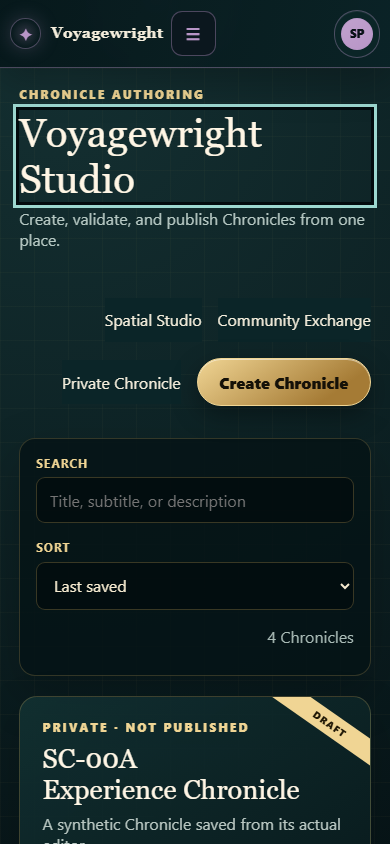 Voyagewright
SP
CHRONICLE AUTHORING
Voyagewright
Studio
Create, validate, and publish Chronicles from one
place.
Spatial Studio
Community Exchange
Private Chronicle
Create Chronicle
SEARCH
Title, subtitle, or description
SORT
Last saved
4 Chronicles
DRAFT
PRIVATE · NOT PUBLISHED
SC-00A
Experience Chronicle
A synthetic Chronicle saved from its actual
editor.